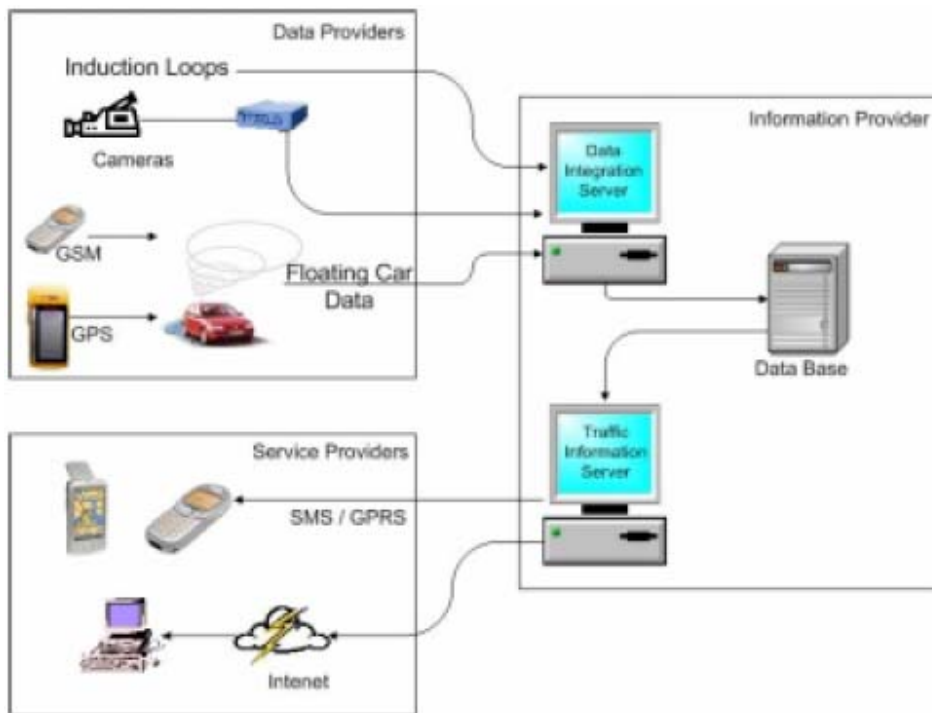 Data Providers
Induction Loops
Cameras
GSM
GPS
Floating Car
Data
Information Provider
Data
Integration
Server
Data Base
Traffic
Information
Server
Service Providers
SMS / GPRS
Intenet